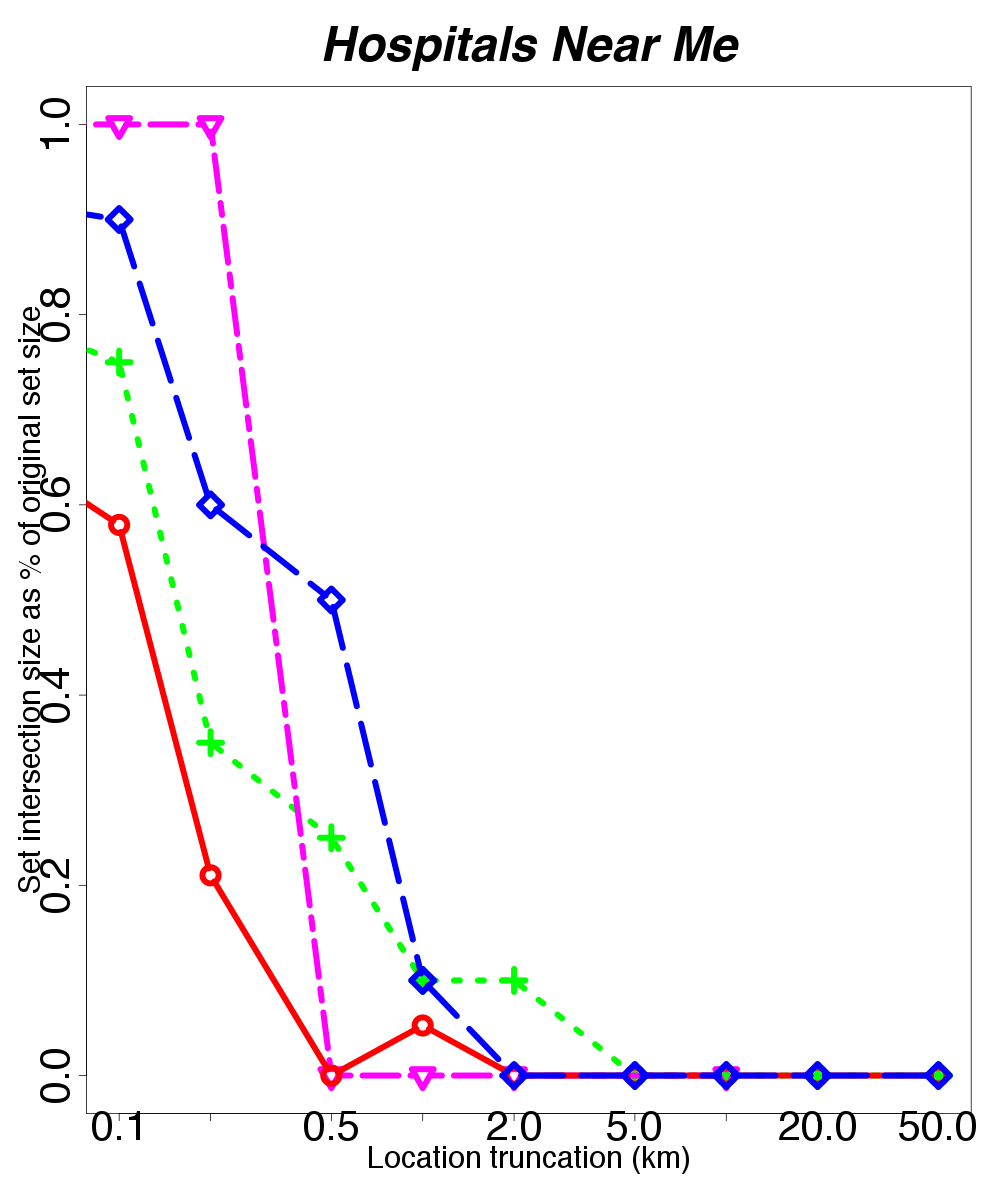 Hospitals Near Me
Set intersection size as % of original set size
1.0
0.8
0.6
0.4
0.2
0.0
0.1 0.5 2.0 5.0 20.0 50.0
Location truncation (km)